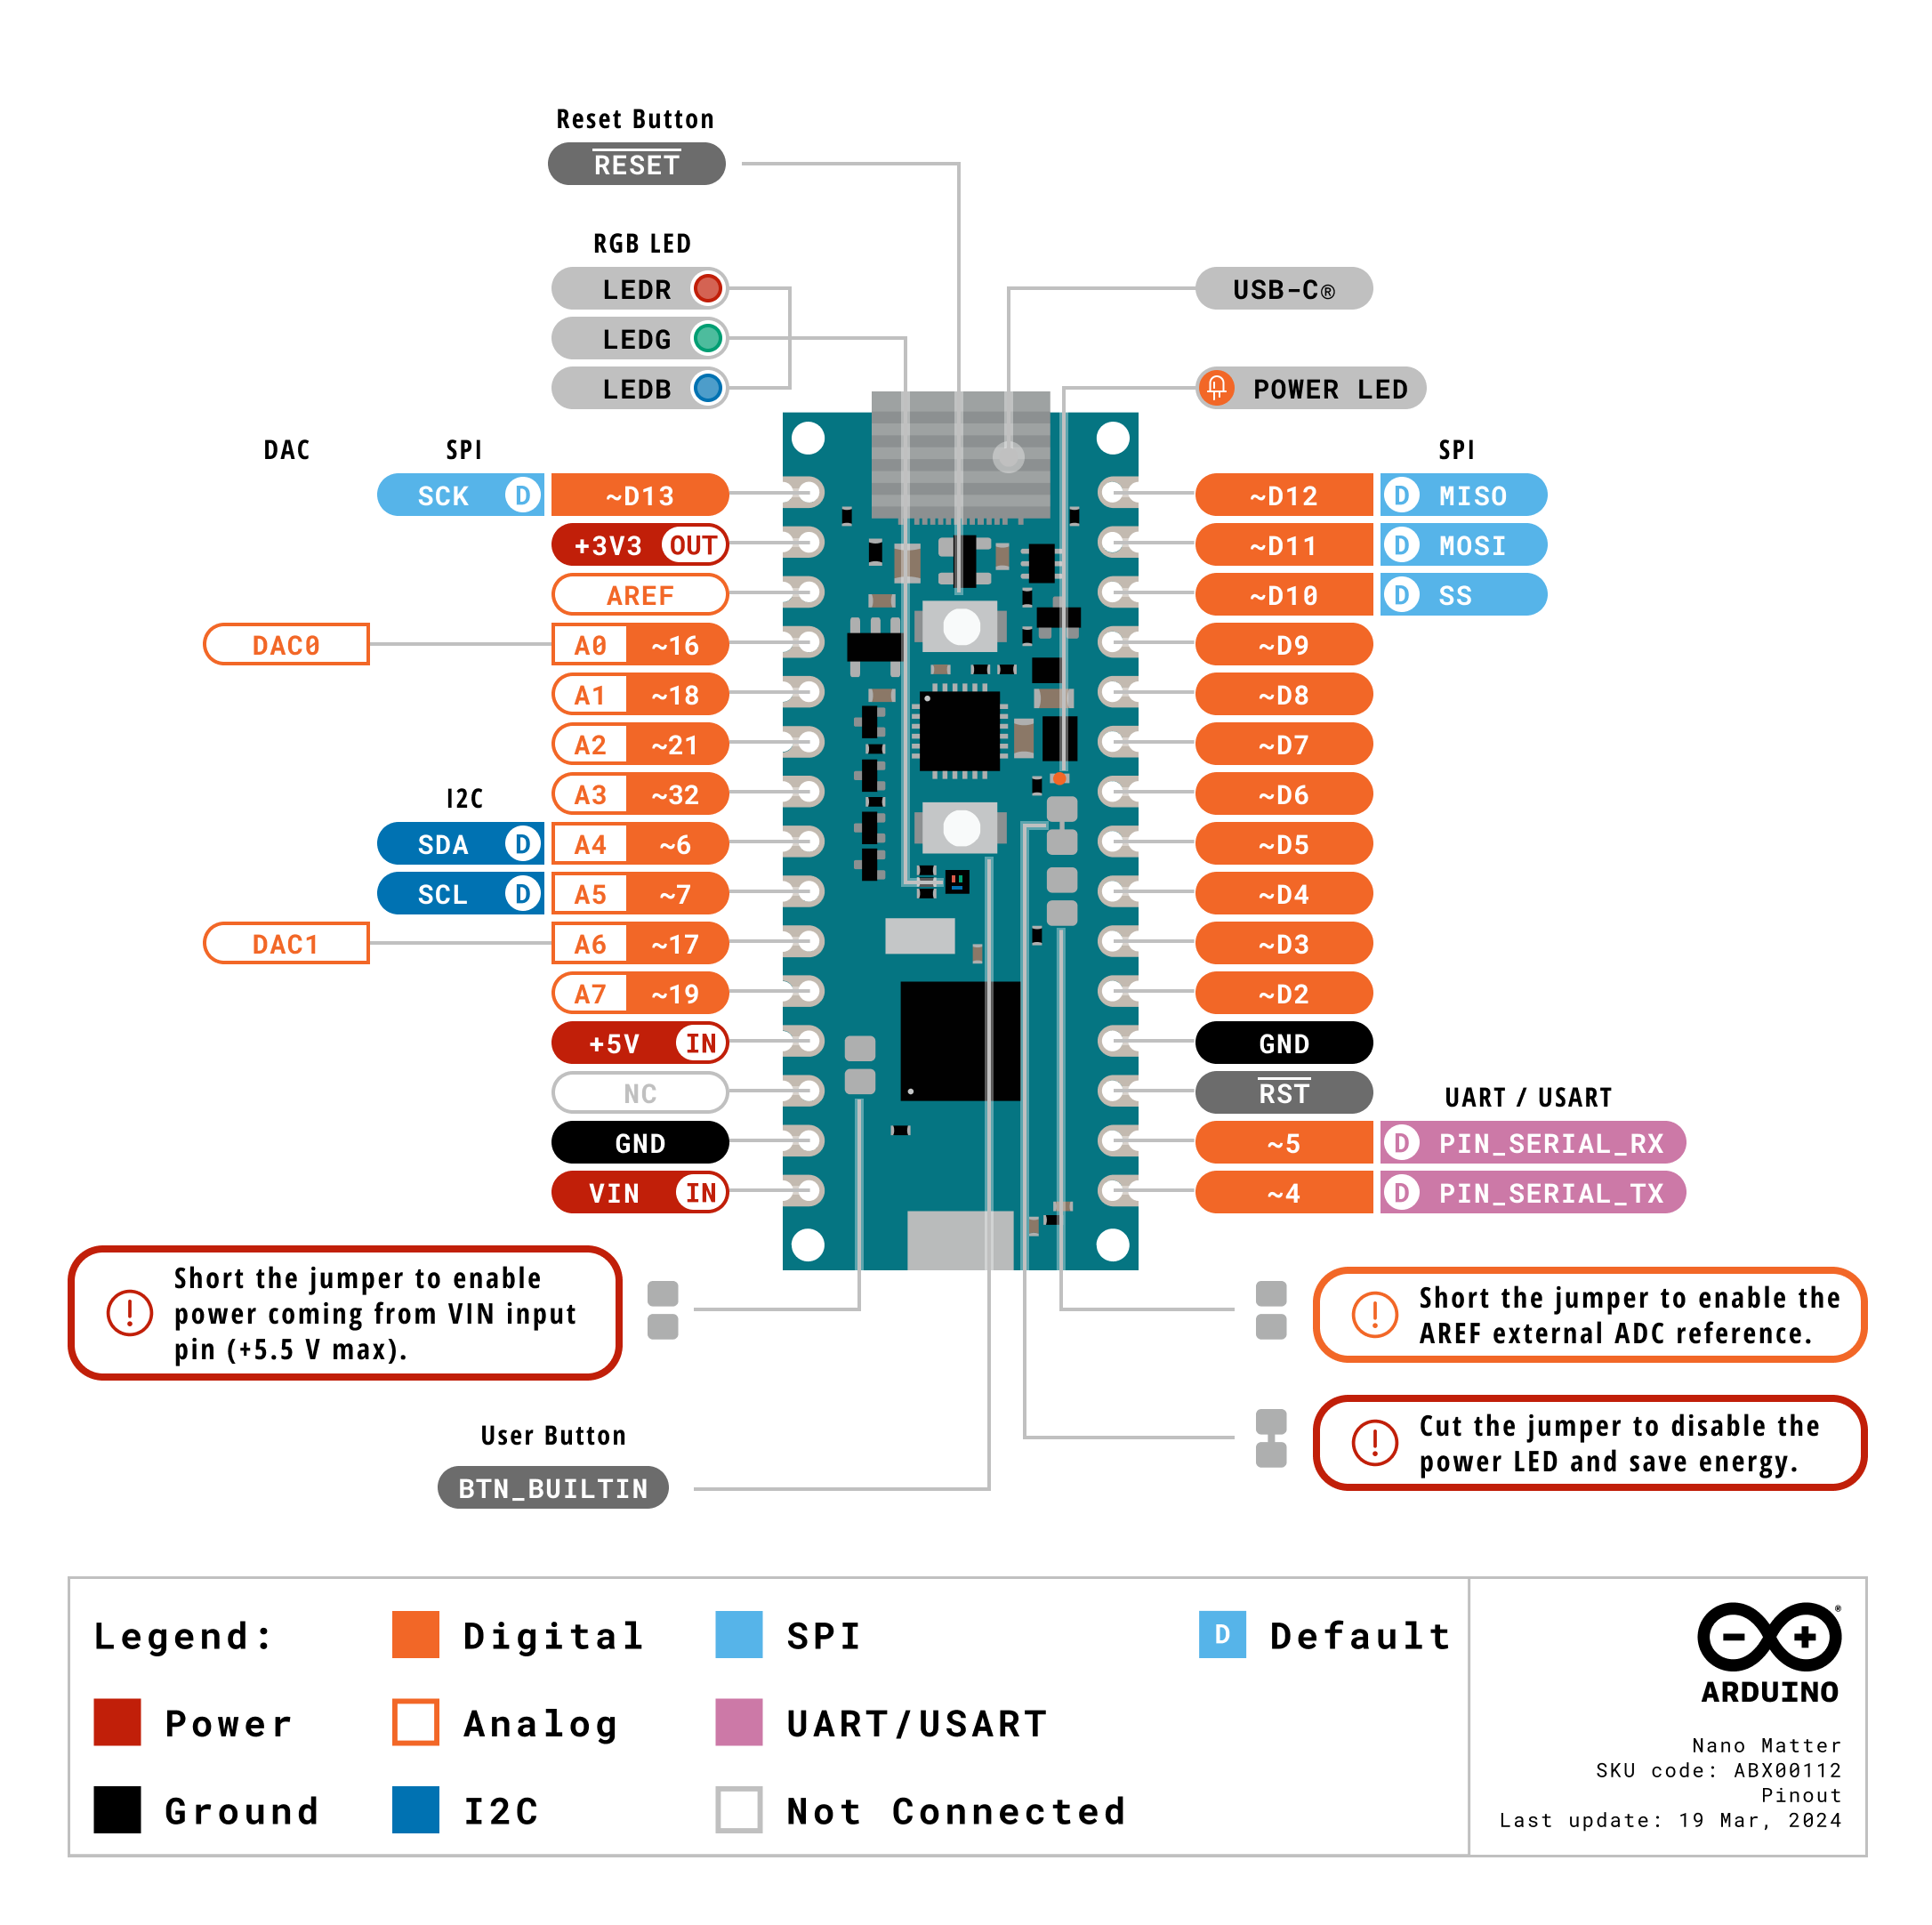 Reset Button
RESET
RGB LED
LEDR
LEDG
LEDB
USB-C®
POWER LED
DAC SPI
SCK D ~D13
+3V3 OUT
AREF
DAC0 A0 ~16
A1 ~18
A2 ~21
A3 ~32
I2C
SDA D A4 ~6
SCL D A5 ~7
DAC1 A6 ~17
A7 ~19
+5V IN
NC
GND
VIN IN
SPI
~D12 D MISO
~D11 D MOSI
~D10 D SS
~D9
~D8
~D7
~D6
~D5
~D4
~D3
~D2
GND
RST
UART / USART
~5 D PIN_SERIAL_RX
~4 D PIN_SERIAL_TX
! Short the jumper to enable
power coming from VIN input
pin (+5.5 V max).
! Short the jumper to enable the
AREF external ADC reference.
! Cut the jumper to disable the
power LED and save energy.
User Button
BTN_BUILTIN
Legend:
Digital
SPI
D Default
Power
Analog
UART/USART
Ground
I2C
Not Connected
®
ARDUINO
Nano Matter
SKU code: ABX00112
Pinout
Last update: 19 Mar, 2024